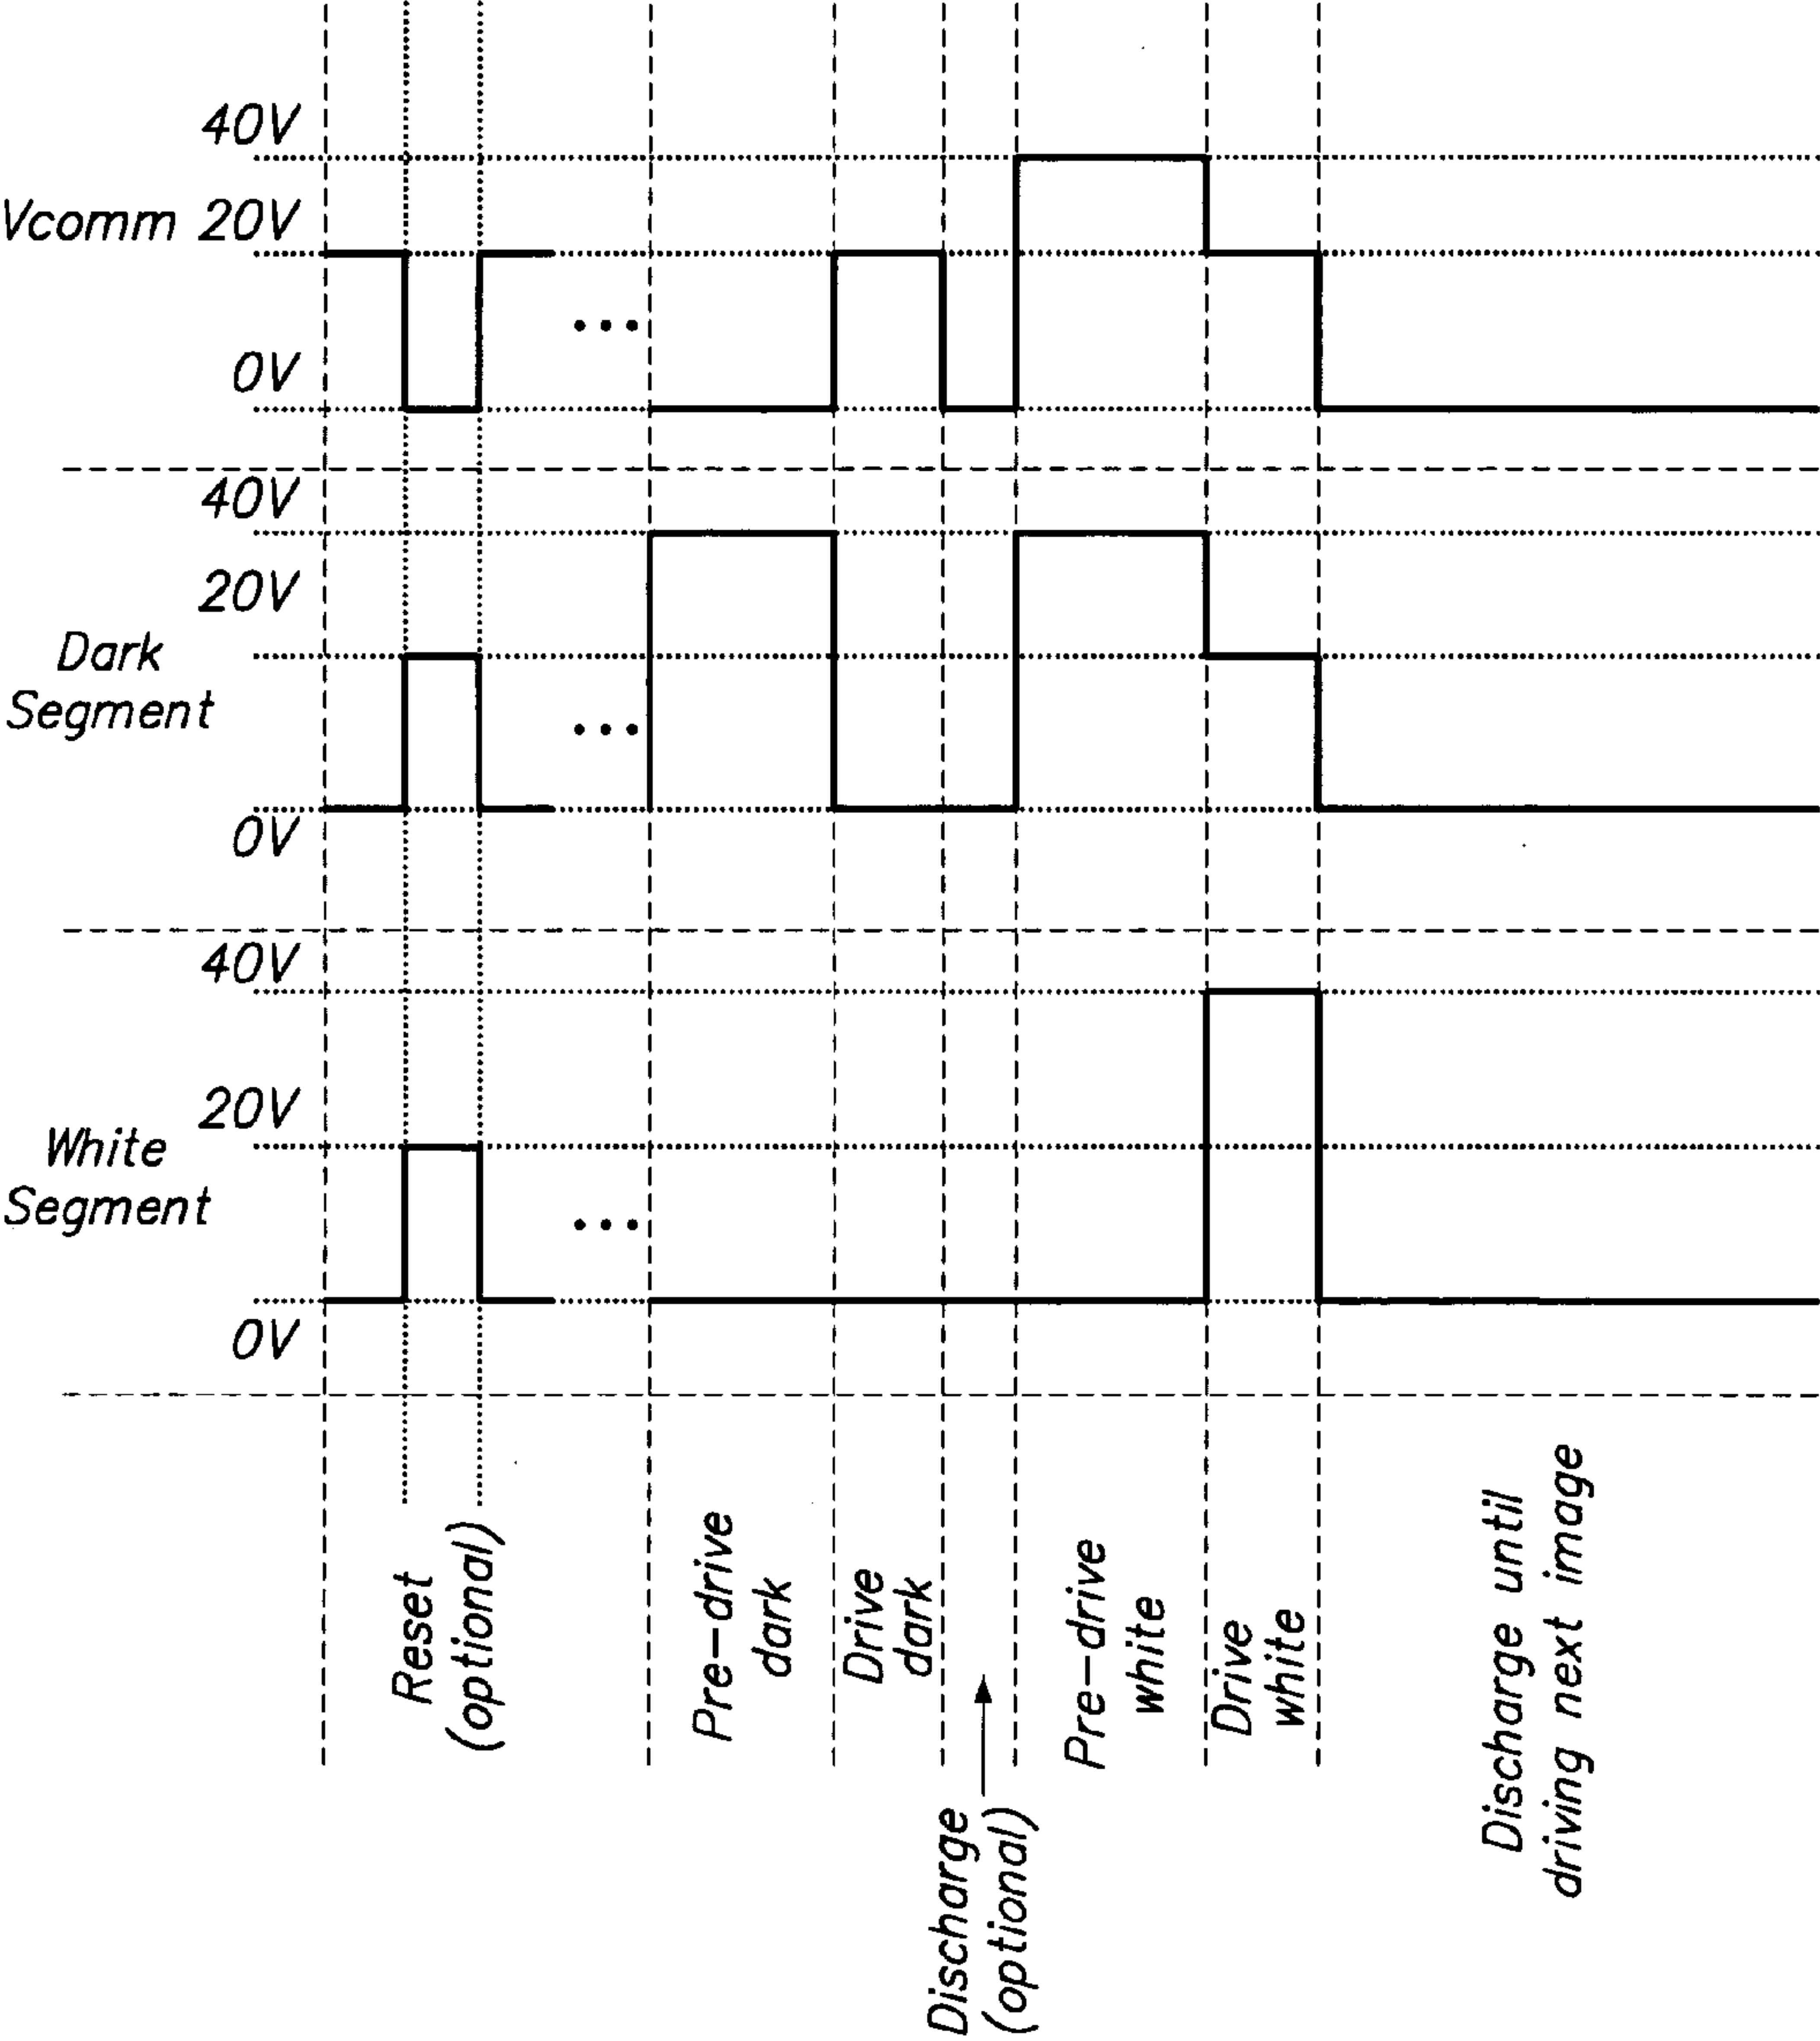 40V
Vcomm 20V
0V
40V
20V
Dark
Segment
0V
40V
20V
White
Segment
0V
Reset
(optional)
Pre-drive
dark
Drive
dark
Discharge
(optional)
Pre-drive
white
Drive
white
Discharge until
driving next image